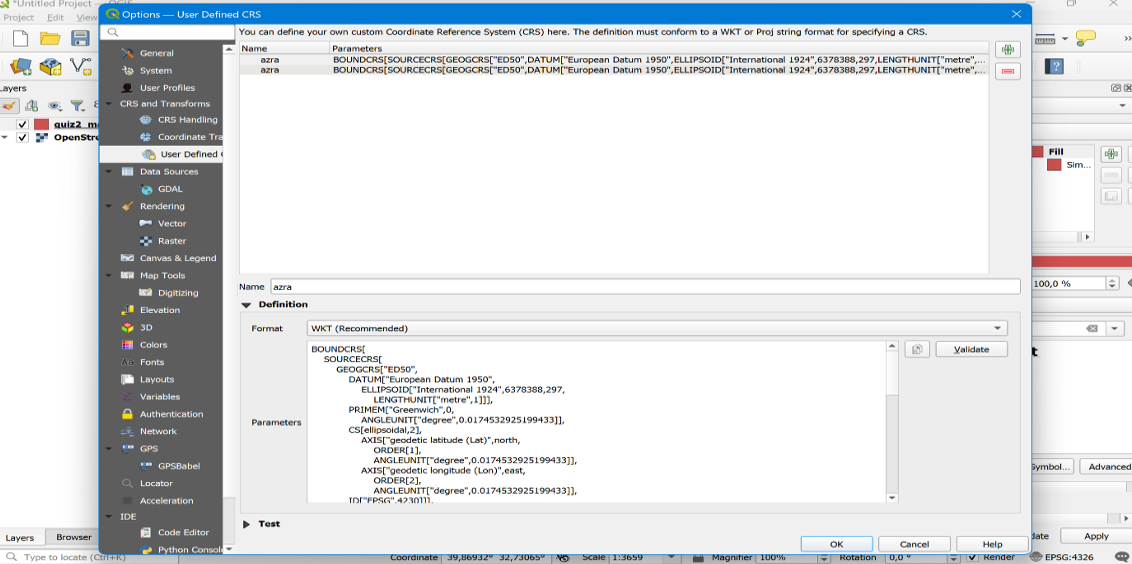 *Untitled Project — QGIS
Options — User Defined CRS
Project Edit View
You can define your own custom Coordinate Reference System (CRS) here. The definition must conform to a WKT or Proj string format for specifying a CRS.
Name Parameters
azra BOUNDCRS[SOURCECRS[GEOGCRS["ED50",DATUM["European Datum 1950",ELLIPSOID["International 1924",6378388,297,LENGTHUNIT["metre",...
azra BOUNDCRS[SOURCECRS[GEOGCRS["ED50",DATUM["European Datum 1950",ELLIPSOID["International 1924",6378388,297,LENGTHUNIT["metre",...
General
System
User Profiles
CRS and Transforms
CRS Handling
Coordinate Tra
User Defined
Data Sources
GDAL
Rendering
Vector
Raster
Canvas & Legend
Map Tools
Digitizing
Elevation
3D
Colors
Fonts
Layouts
Variables
Authentication
Network
GPS
GPSBabel
Locator
Acceleration
IDE
Code Editor
Python Consol
ayers
quiz2_m
OpenStre
Name azra
Definition
Format WKT (Recommended)
Parameters
BOUNDCRS[
SOURCECRS[
GEOGCRS["ED50",
DATUM["European Datum 1950",
ELLIPSOID["International 1924",6378388,297,
LENGTHUNIT["metre",1]]],
PRIMEM["Greenwich",0,
ANGLEUNIT["degree",0.0174532925199433]],
CS[ellipsoidal,2],
AXIS["geodetic latitude (Lat)",north,
ORDER[1],
ANGLEUNIT["degree",0.0174532925199433]],
AXIS["geodetic longitude (Lon)",east,
ORDER[2],
ANGLEUNIT["degree",0.0174532925199433]],
ID["EPSG",4230]]],
Validate
Test
OK Cancel Help
Fill
Sim...
100,0 %
t
Symbol... Advanced
date Apply
Layers Browser
Type to locate (Ctrl+K)
Coordinate 39,86932° 32,73065° Scale 1:3659 Magnifier 100% Rotation 0,0 ° Render EPSG:4326